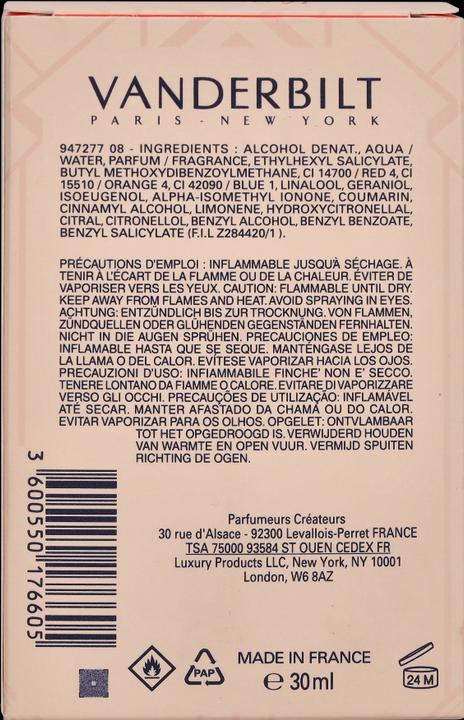 VANDERBILT
PARIS - NEW YORK
947277 08 - INGREDIENTS : ALCOHOL DENAT., AQUA /
WATER, PARFUM / FRAGRANCE, ETHYLHEXYL SALICYLATE,
BUTYL METHOXYDIBENZOYLMETHANE, CI 14700 / RED 4, CI
15510 / ORANGE 4, CI 42090 / BLUE 1, LINALOOL, GERANIOL,
ISOEUGENOL, ALPHA-ISOMETHYL IONONE, COUMARIN,
CINNAMYL ALCOHOL, LIMONENE, HYDROXYCITRONELLAL,
CITRAL, CITRONELLOL, BENZYL ALCOHOL, BENZYL BENZOATE,
BENZYL SALICYLATE (F.I.L Z284420/1 ).
PRÉCAUTIONS D'EMPLOI : INFLAMMABLE JUSQU'À SÉCHAGE. À
TENIR À L'ÉCART DE LA FLAMME OU DE LA CHALEUR. ÉVITER DE
VAPORISER VERS LES YEUX. CAUTION: FLAMMABLE UNTIL DRY.
KEEP AWAY FROM FLAMES AND HEAT. AVOID SPRAYING IN EYES.
ACHTUNG: ENTZÜNDLICH BIS ZUR TROCKNUNG. VON FLAMMEN,
ZÜNDQUELLEN ODER GLÜHENDEN GEGENSTÄNDEN FERNHALTEN.
NICHT IN DIE AUGEN SPRÜHEN. PRECAUCIONES DE EMPLEO:
INFLAMABLE HASTA QUE SE SEQUE. MANTÉNGASE LEJOS DE
LA LLAMA O DEL CALOR. EVÍTESE VAPORIZAR HACIA LOS OJOS.
PRECAUZIONI D'USO: INFIAMMABILE FINCHE' NON E' SECCO.
TENERE LONTANO DA FIAMME O CALORE. EVITARE DI VAPORIZZARE
VERSO GLI OCCHI. PRECAUÇÕES DE UTILIZAÇÃO: INFLAMÁVEL
ATÉ SECAR. MANTER AFASTADO DA CHAMA OU DO CALOR.
EVITAR VAPORIZAR PARA OS OLHOS. OPGELET: ONTVLAMBAAR
TOT HET OPGEDROOGD IS. VERWIJDERD HOUDEN
VAN WARMTE EN OPEN VUUR. VERMIJD SPUITEN
RICHTING DE OGEN.
3 600550 176605
Parfumeurs Créateurs
30 rue d'Alsace - 92300 Levallois-Perret FRANCE
TSA 75000 93584 ST OUEN CEDEX FR
Luxury Products LLC, New York, NY 10001
London, W6 8AZ
PAP
MADE IN FRANCE
℮ 30 ml
24 M